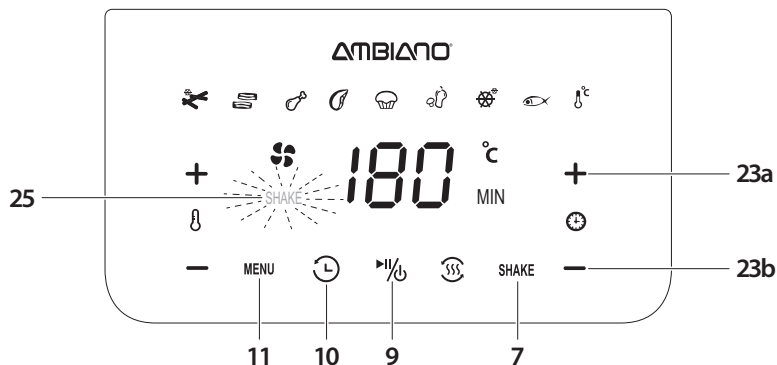 AMBIANO
°C
+ 180 °C + 23a
25 SHAKE MIN
− MENU SHAKE − 23b
11 10 9 7